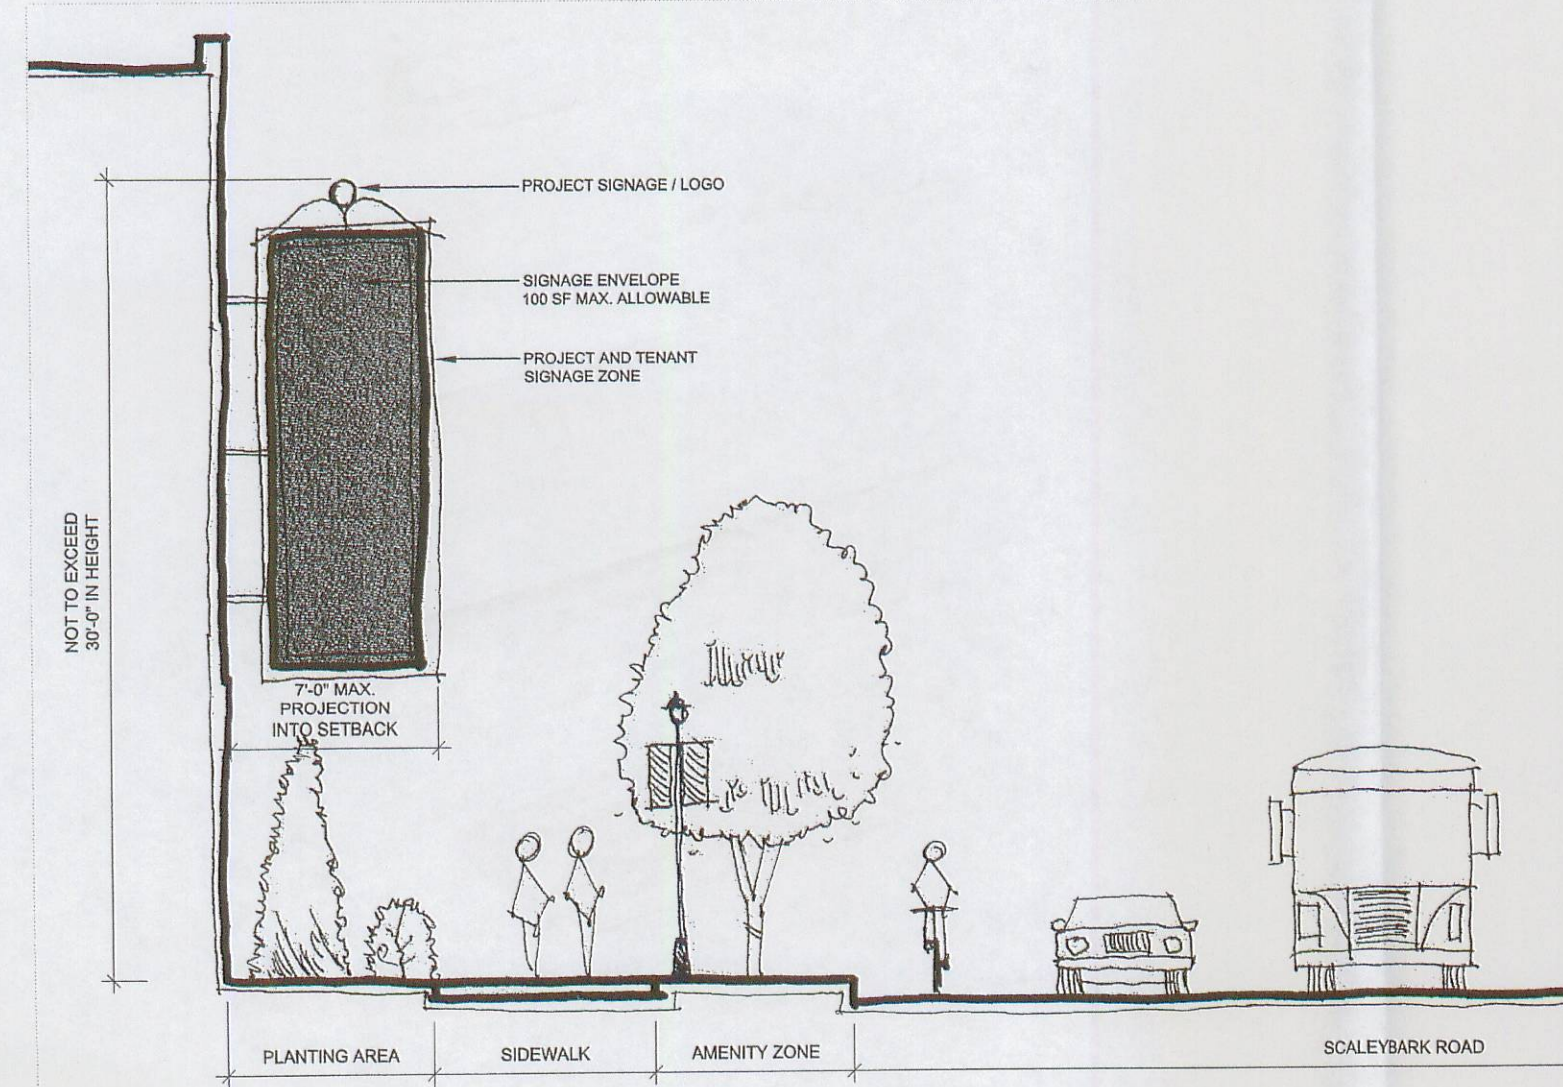 PROJECT SIGNAGE / LOGO
SIGNAGE ENVELOPE
100 SF MAX. ALLOWABLE
PROJECT AND TENANT
SIGNAGE ZONE
NOT TO EXCEED
30'-0" IN HEIGHT
7'-0" MAX.
PROJECTION
INTO SETBACK
PLANTING AREA
SIDEWALK
AMENITY ZONE
SCALEYBARK ROAD